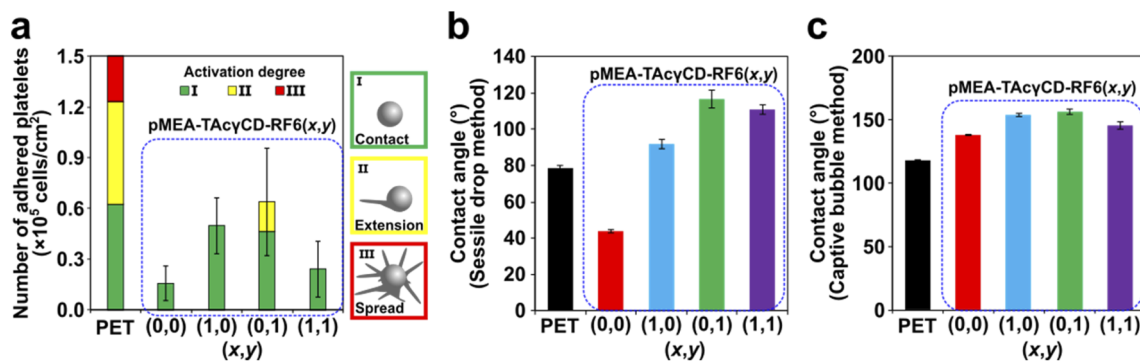 a
Number of adhered platelets
(×10⁵ cells/cm²)
1.5
1.2
0.9
0.6
0.3
0.0
Activation degree
I II III
pMEA-TAcγCD-RF6(x,y)
PET (0,0) (1,0) (0,1) (1,1)
(x,y)
I
Contact
II
Extension
III
Spread
b
Contact angle (°)
(Sessile drop method)
140
120
100
80
60
40
20
0
pMEA-TAcγCD-RF6(x,y)
PET (0,0) (1,0) (0,1) (1,1)
(x,y)
c
Contact angle (°)
(Captive bubble method)
200
150
100
50
0
pMEA-TAcγCD-RF6(x,y)
PET (0,0) (1,0) (0,1) (1,1)
(x,y)